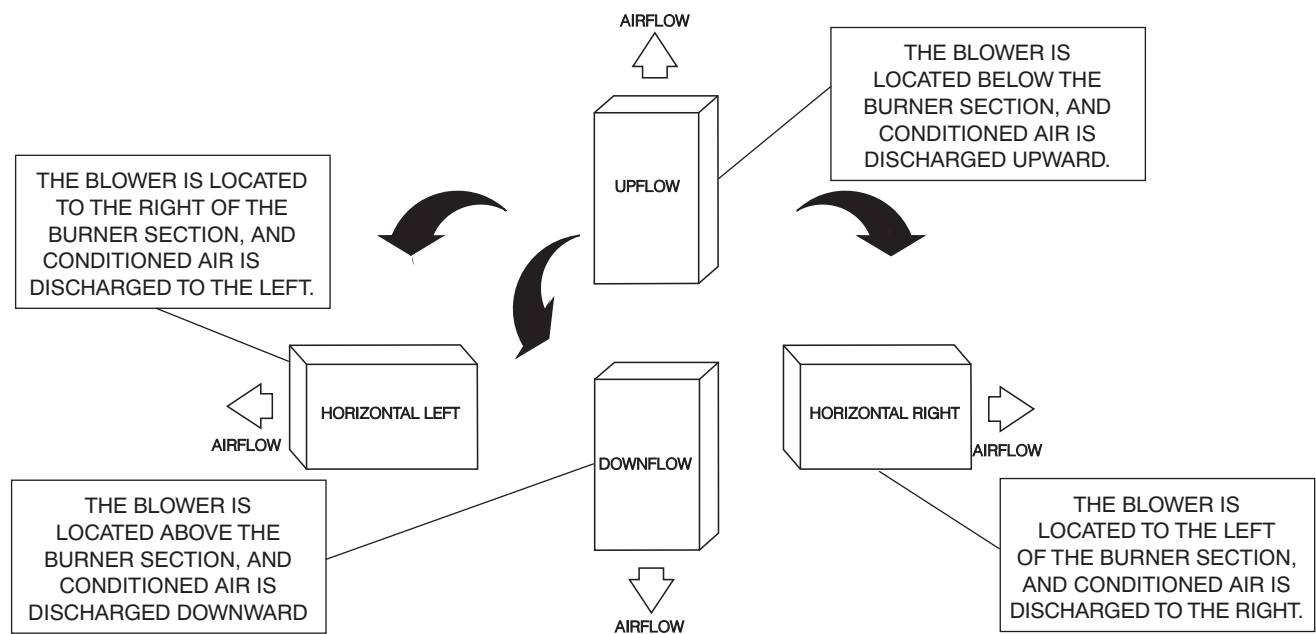 AIRFLOW
THE BLOWER IS
LOCATED BELOW THE
BURNER SECTION, AND
CONDITIONED AIR IS
DISCHARGED UPWARD.
UPFLOW
THE BLOWER IS LOCATED
TO THE RIGHT OF THE
BURNER SECTION, AND
CONDITIONED AIR IS
DISCHARGED TO THE LEFT.
HORIZONTAL LEFT
AIRFLOW
DOWNFLOW
HORIZONTAL RIGHT
AIRFLOW
THE BLOWER IS
LOCATED ABOVE THE
BURNER SECTION, AND
CONDITIONED AIR IS
DISCHARGED DOWNWARD
THE BLOWER IS
LOCATED TO THE LEFT
OF THE BURNER SECTION,
AND CONDITIONED AIR IS
DISCHARGED TO THE RIGHT.
AIRFLOW